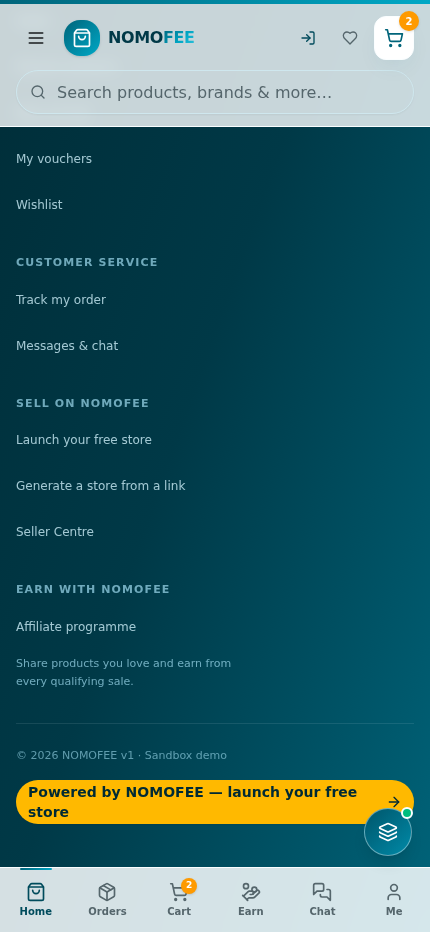 NOMOFEE
2
Search products, brands & more...
My vouchers
Wishlist
CUSTOMER SERVICE
Track my order
Messages & chat
SELL ON NOMOFEE
Launch your free store
Generate a store from a link
Seller Centre
EARN WITH NOMOFEE
Affiliate programme
Share products you love and earn from
every qualifying sale.
© 2026 NOMOFEE v1 · Sandbox demo
Powered by NOMOFEE — launch your free
store
2
Home Orders Cart Earn Chat Me